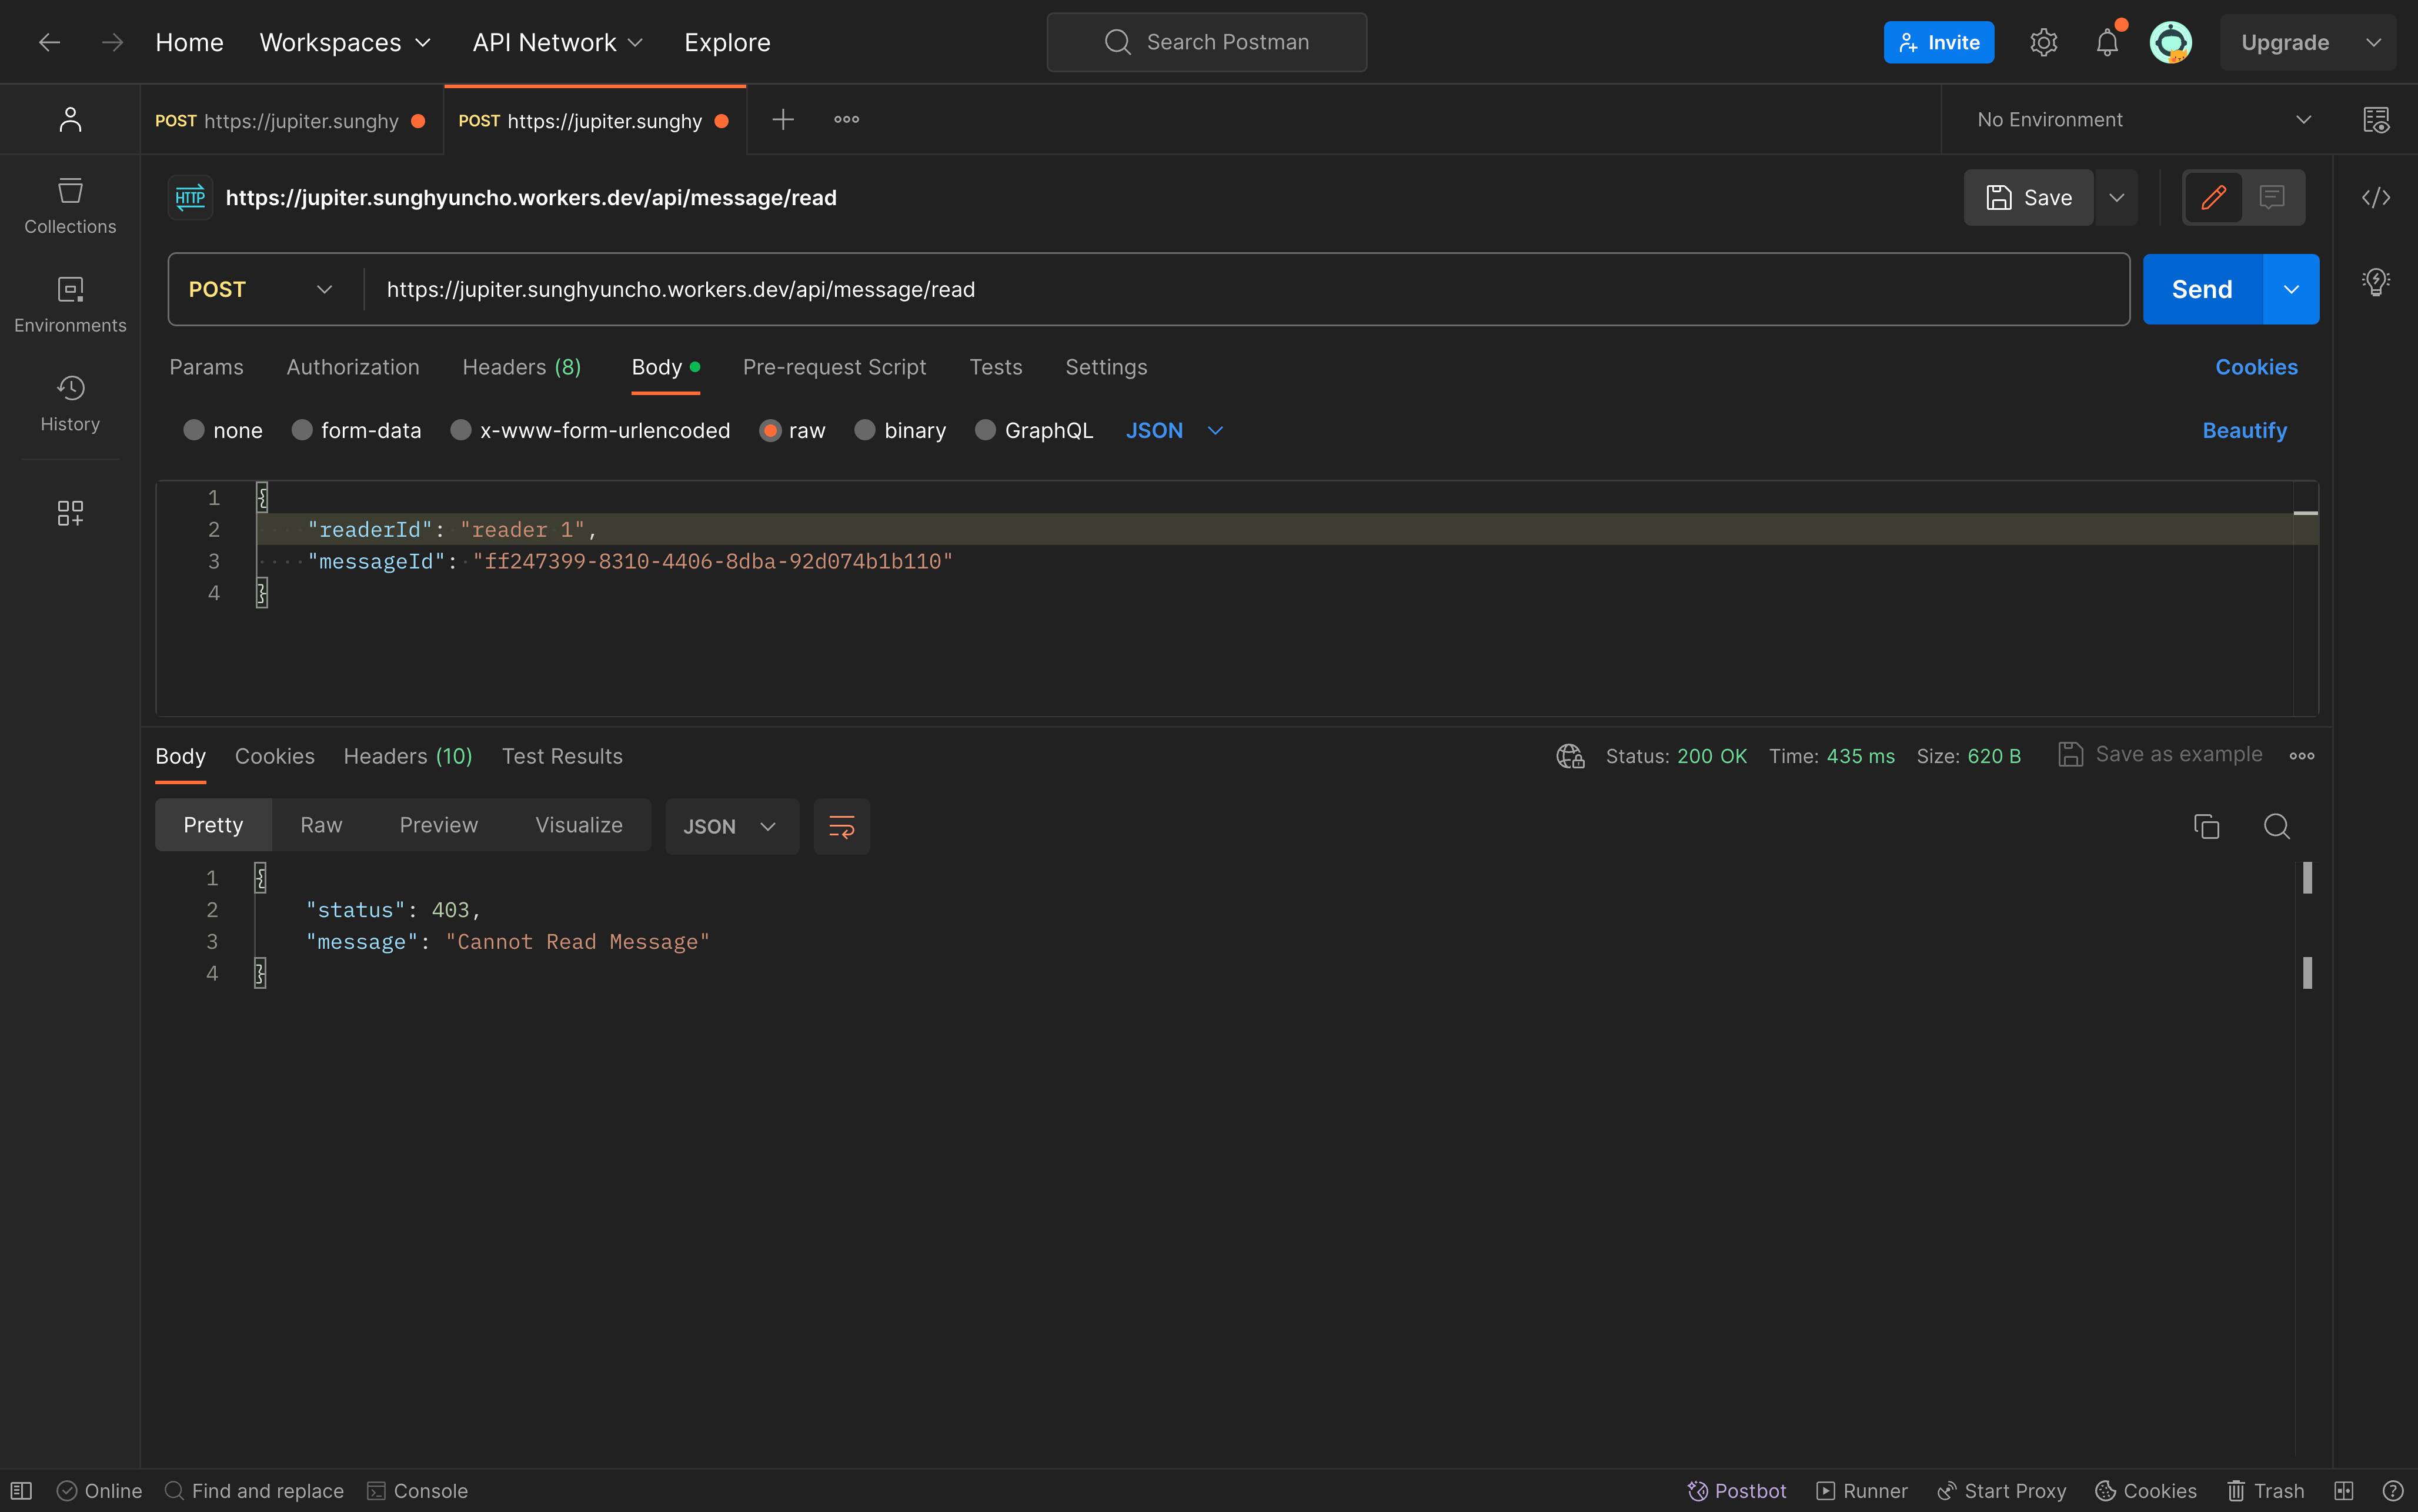 Home Workspaces API Network Explore Search Postman Invite Upgrade
POST https://jupiter.sunghy POST https://jupiter.sunghy No Environment
HTTP https://jupiter.sunghyuncho.workers.dev/api/message/read Save
Collections
Environments
History
POST https://jupiter.sunghyuncho.workers.dev/api/message/read Send
Params Authorization Headers (8) Body Pre-request Script Tests Settings Cookies
none form-data x-www-form-urlencoded raw binary GraphQL JSON Beautify
1 {
2 "readerId": "reader 1",
3 "messageId": "ff247399-8310-4406-8dba-92d074b1b110"
4 }
Body Cookies Headers (10) Test Results Status: 200 OK Time: 435 ms Size: 620 B Save as example
Pretty Raw Preview Visualize JSON
1 {
2 "status": 403,
3 "message": "Cannot Read Message"
4 }
Online Find and replace Console Postbot Runner Start Proxy Cookies Trash